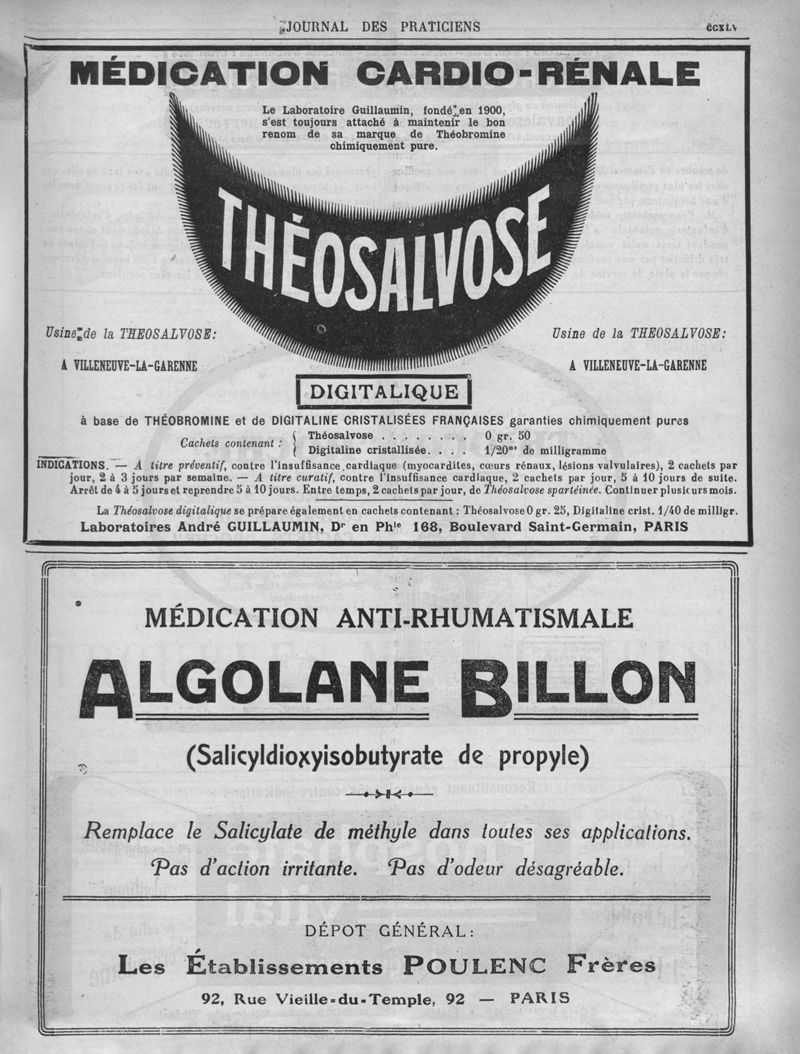 JOURNAL DES PRATICIENS
MÉDICATION CARDIO-RÉNALE
Le Laboratoire Guillaumin, fondé en 1900,
s'est toujours attaché à maintenir le bon
renom de sa marque de Théobromine
chimiquement pure.
THÉOSALVOSE
Usine de la THEOSALVOSE:
A VILLENEUVE-LA-GARENNE
Usine de la THEOSALVOSE:
A VILLENEUVE-LA-GARENNE
DIGITALIQUE
à base de THÉOBROMINE et de DIGITALINE CRISTALISÉES FRANÇAISES garanties chimiquement pures
Cachets contenant :
Théosalvose . . . . . . . . 0 gr. 50
Digitaline cristallisée. . . . 1/20me de milligramme
INDICATIONS. — A titre préventif, contre l'insuffisance cardiaque (myocardites, cœurs rénaux, lésions valvulaires), 2 cachets par
jour, 2 à 3 jours par semaine. — A titre curatif, contre l'insuffisance cardiaque, 2 cachets par jour, 5 à 10 jours de suite.
Arrêt de 4 à 5 jours et reprendre 5 à 10 jours. Entre temps, 2 cachets par jour, de Théosalvose spartéinée. Continuer plusieurs mois.
La Théosalvose digitalique se prépare également en cachets contenant : Théosalvose 0 gr. 25, Digitaline crist. 1/40 de milligr.
Laboratoires André GUILLAUMIN, Dr en Phie 168, Boulevard Saint-Germain, PARIS
MÉDICATION ANTI-RHUMATISMALE
ALGOLANE BILLON
(Salicyldioxyisobutyrate de propyle)
Remplace le Salicylate de méthyle dans toutes ses applications.
Pas d'action irritante. Pas d'odeur désagréable.
DÉPOT GÉNÉRAL:
Les Établissements POULENC Frères
92, Rue Vieille-du-Temple, 92 — PARIS